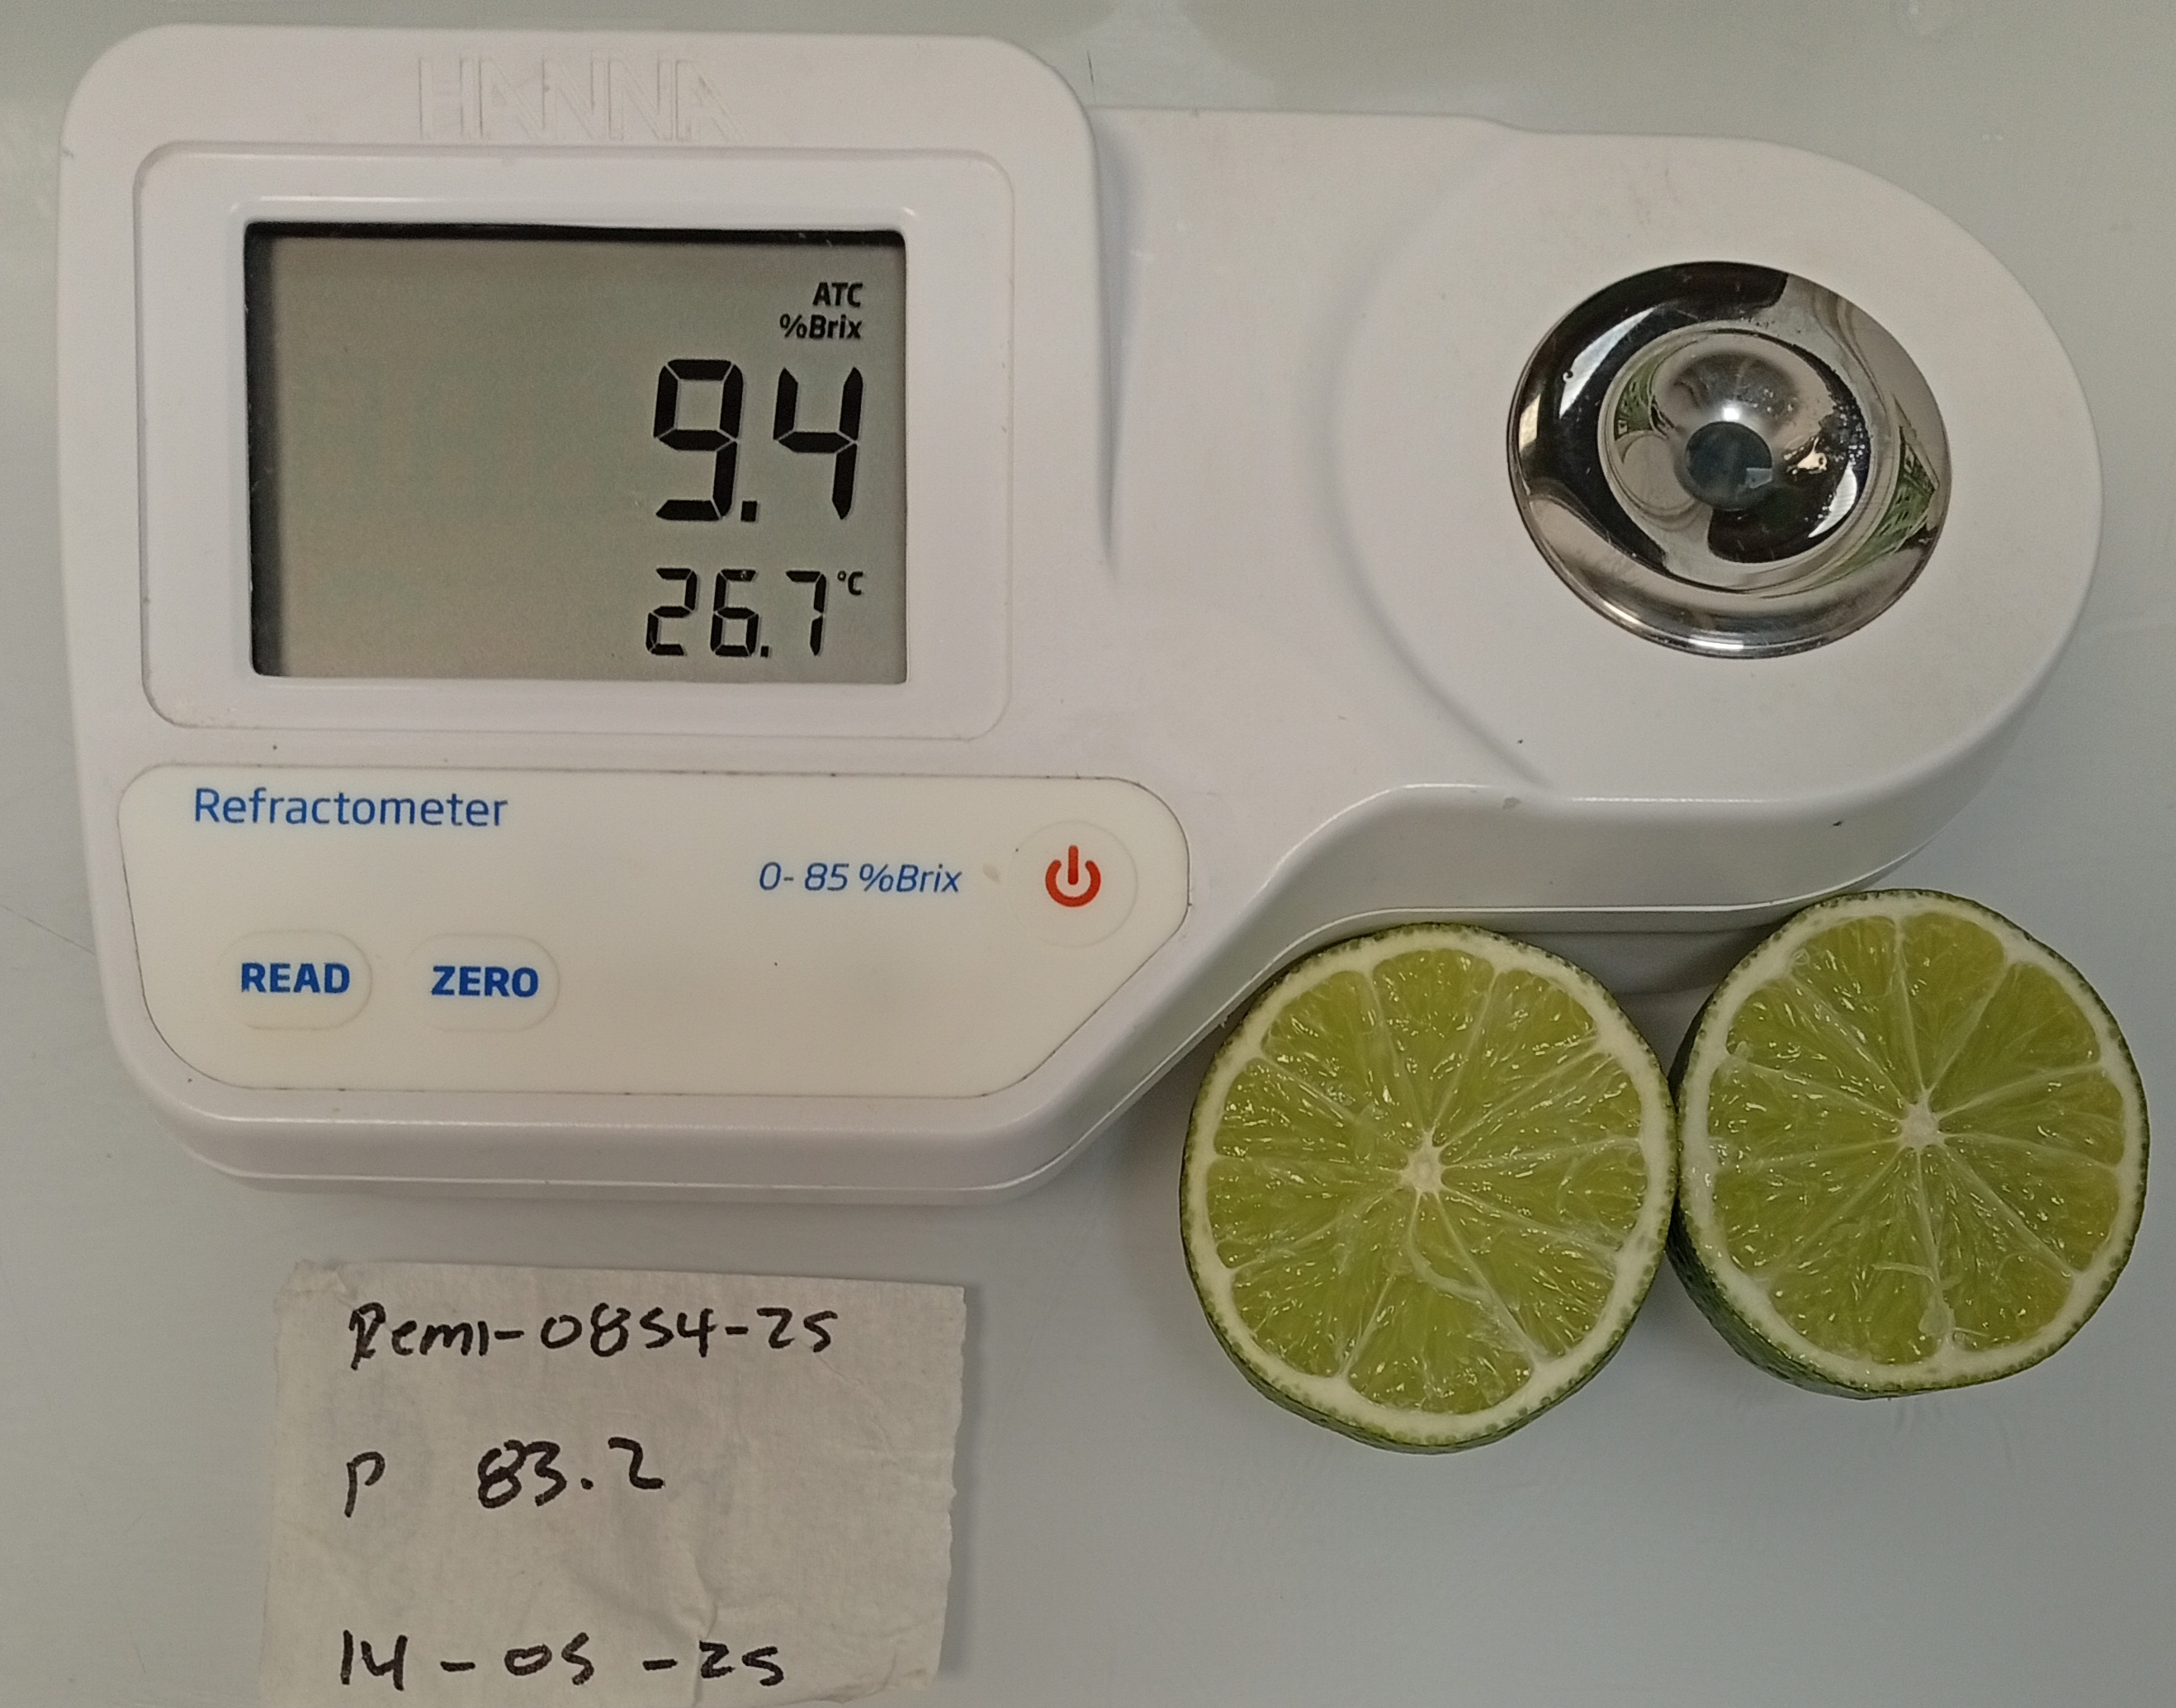 HANNA
ATC
%Brix
9.4
26.7 °C
Refractometer
0-85 %Brix
READ ZERO
Remi-0854-25
P 83.2
14-05-25